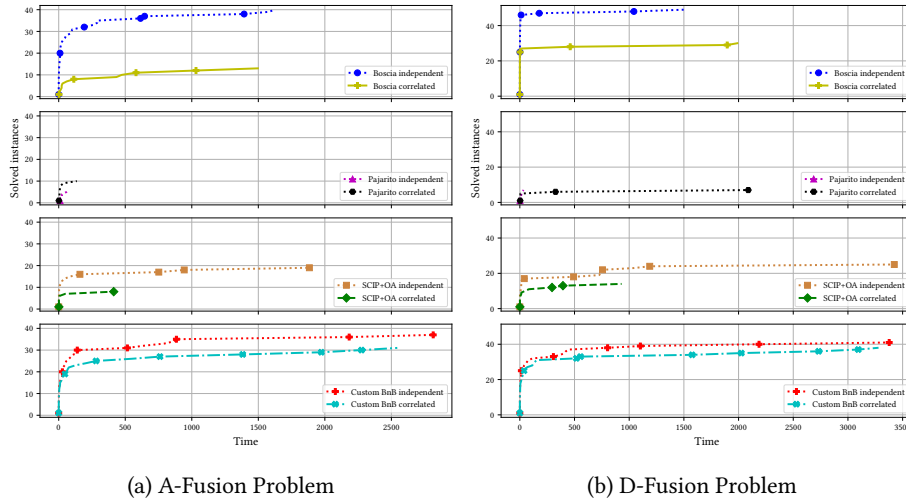 40
30
20
10
0
Boscia independent
Boscia correlated
40
20
0
Boscia independent
Boscia correlated
Solved instances
40
30
20
10
0
Pajarito independent
Pajarito correlated
Solved instances
40
20
0
Pajarito independent
Pajarito correlated
40
30
20
10
0
SCIP+OA independent
SCIP+OA correlated
40
20
0
SCIP+OA independent
SCIP+OA correlated
40
30
20
10
0
Custom BnB independent
Custom BnB correlated
40
20
0
Custom BnB independent
Custom BnB correlated
0 500 1000 1500 2000 2500
0 500 1000 1500 2000 2500 3000 3500
Time
Time
(a) A-Fusion Problem
(b) D-Fusion Problem